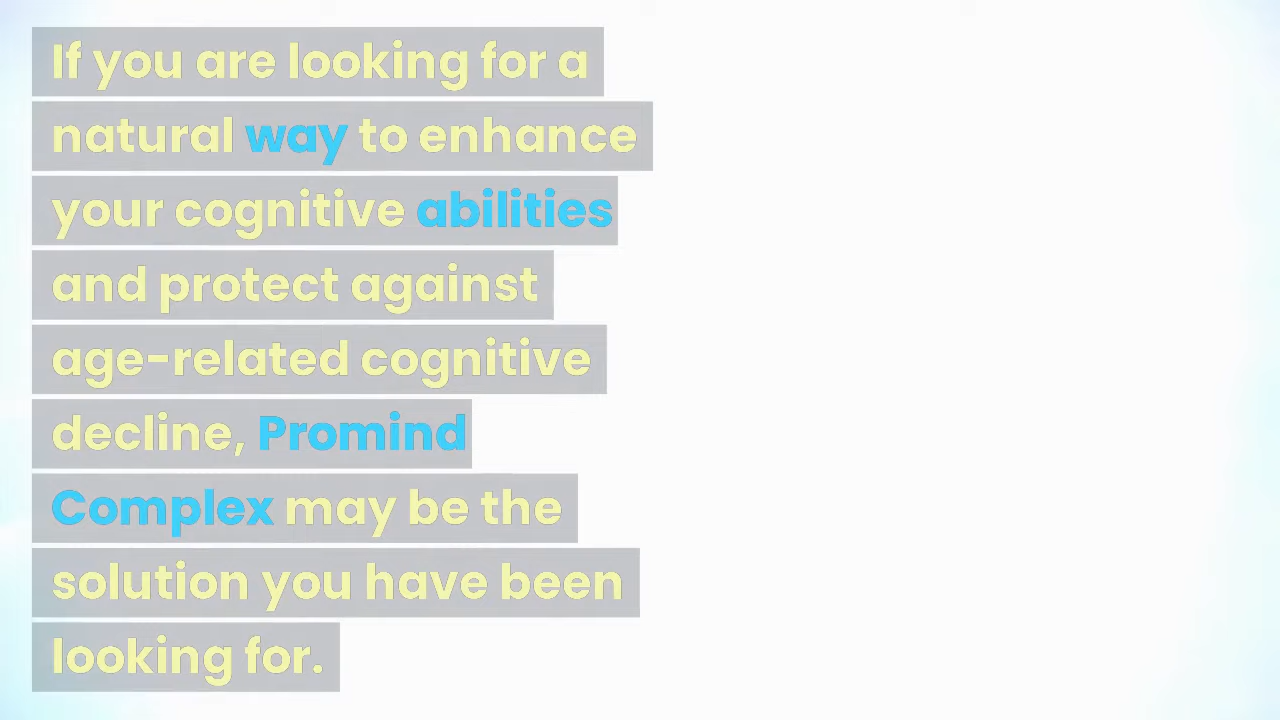 If you are looking for a
natural way to enhance
your cognitive abilities
and protect against
age-related cognitive
decline, Promind
Complex may be the
solution you have been
looking for.